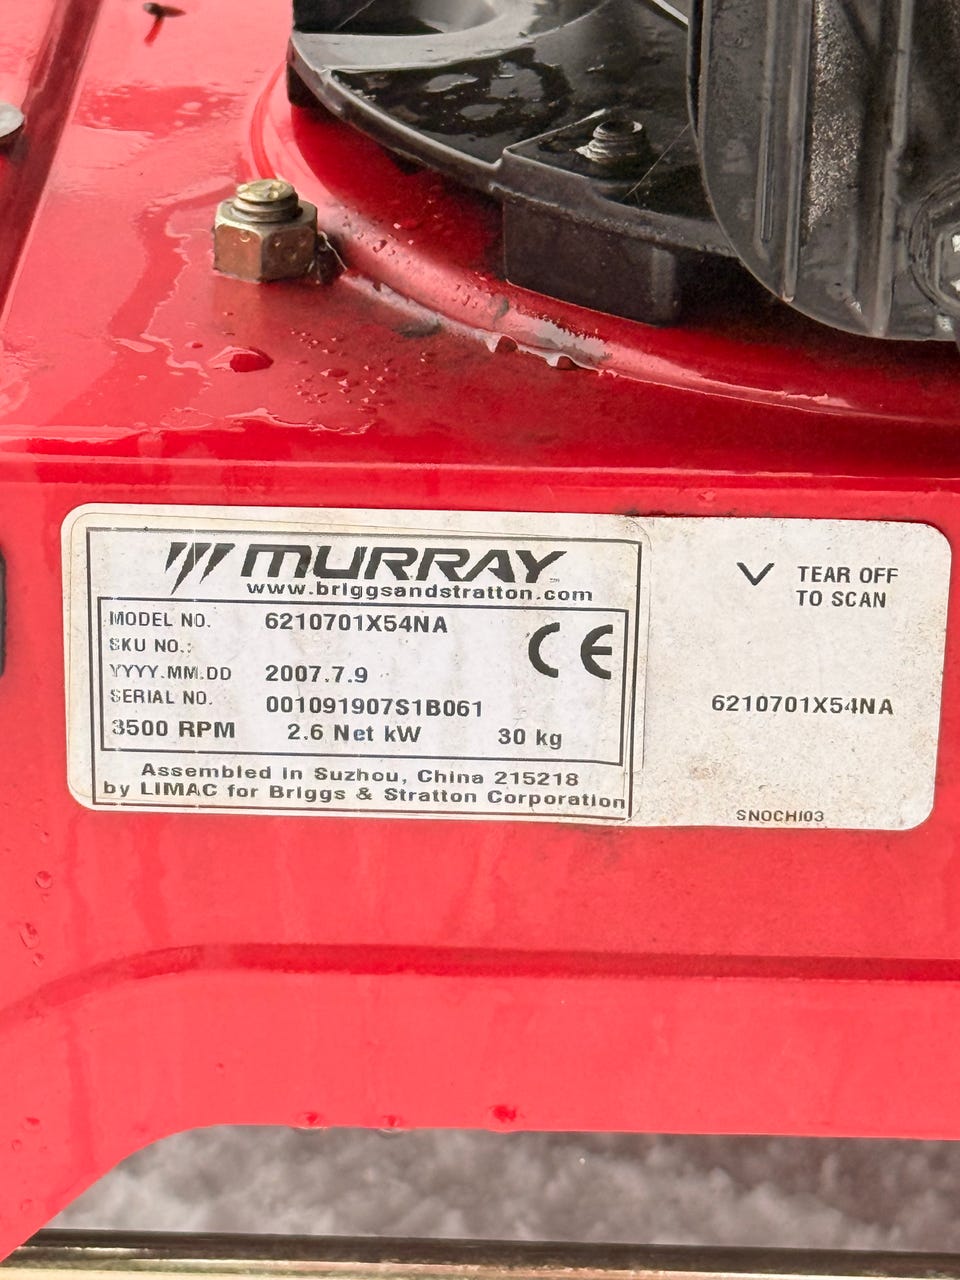 MURRAY
www.briggsandstratton.com
MODEL NO. 6210701X54NA
SKU NO.:
YYYY.MM.DD 2007.7.9
SERIAL NO. 001091907S1B061
3500 RPM 2.6 Net kW 30 kg
CE
Assembled in Suzhou, China 215218
by LIMAC for Briggs & Stratton Corporation
TEAR OFF
TO SCAN
6210701X54NA
SNOCHI03